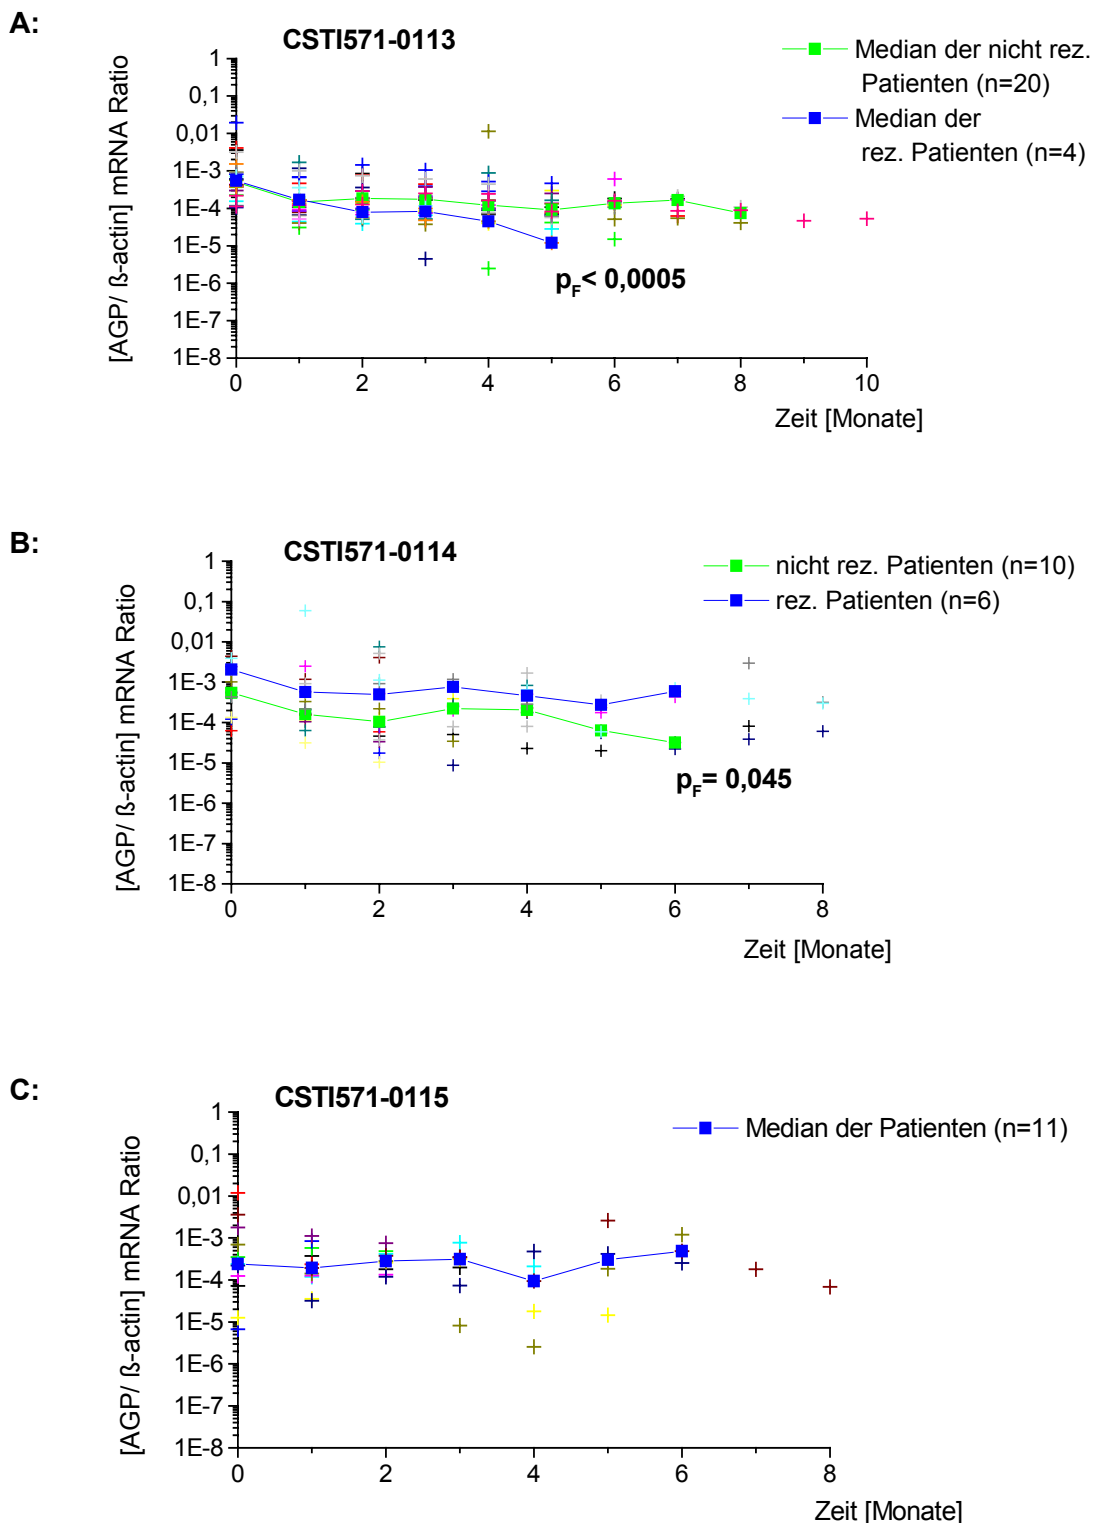 A:
CSTI571-0113
Median der nicht rez.
Patienten (n=20)
Median der
rez. Patienten (n=4)
[AGP/ ß-actin] mRNA Ratio
1
0,1
0,01
1E-3
1E-4
1E-5
1E-6
1E-7
1E-8
pF< 0,0005
0 2 4 6 8 10
Zeit [Monate]
B:
CSTI571-0114
nicht rez. Patienten (n=10)
rez. Patienten (n=6)
[AGP/ ß-actin] mRNA Ratio
1
0,1
0,01
1E-3
1E-4
1E-5
1E-6
1E-7
1E-8
pF= 0,045
0 2 4 6 8
Zeit [Monate]
C:
CSTI571-0115
Median der Patienten (n=11)
[AGP/ ß-actin] mRNA Ratio
1
0,1
0,01
1E-3
1E-4
1E-5
1E-6
1E-7
1E-8
0 2 4 6 8
Zeit [Monate]